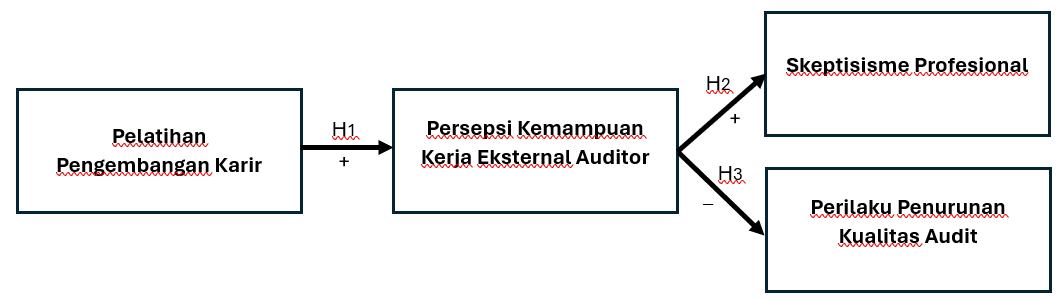 Pelatihan
Pengembangan Karir
H1
+
Persepsi Kemampuan
Kerja Eksternal Auditor
H2
+
Skeptisisme Profesional
H3
–
Perilaku Penurunan
Kualitas Audit